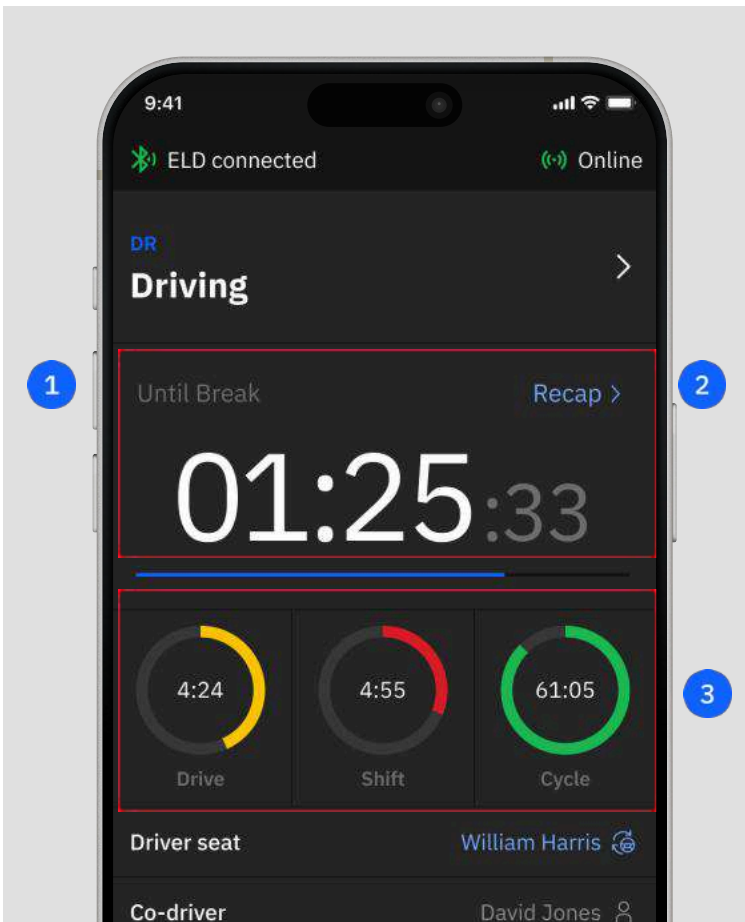 9:41
ELD connected Online
DR
Driving
1 Until Break Recap 2
01:25:33
4:24 4:55 61:05
3
Drive Shift Cycle
Driver seat William Harris
Co-driver David Jones